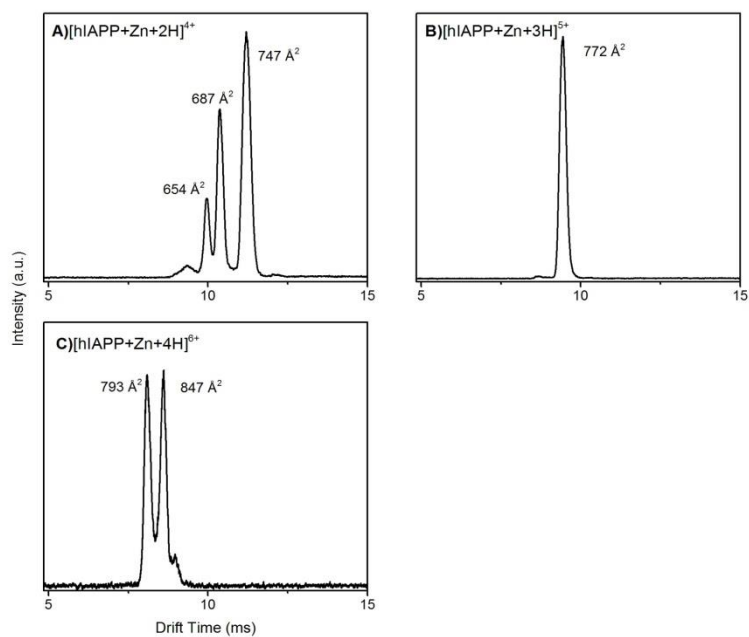 A)[hIAPP+Zn+2H]⁴⁺
747 Å²
687 Å²
654 Å²
5 10 15
B)[hIAPP+Zn+3H]⁵⁺
772 Å²
5 10 15
Intensity (a.u.)
C)[hIAPP+Zn+4H]⁶⁺
793 Å² 847 Å²
5 10 15
Drift Time (ms)